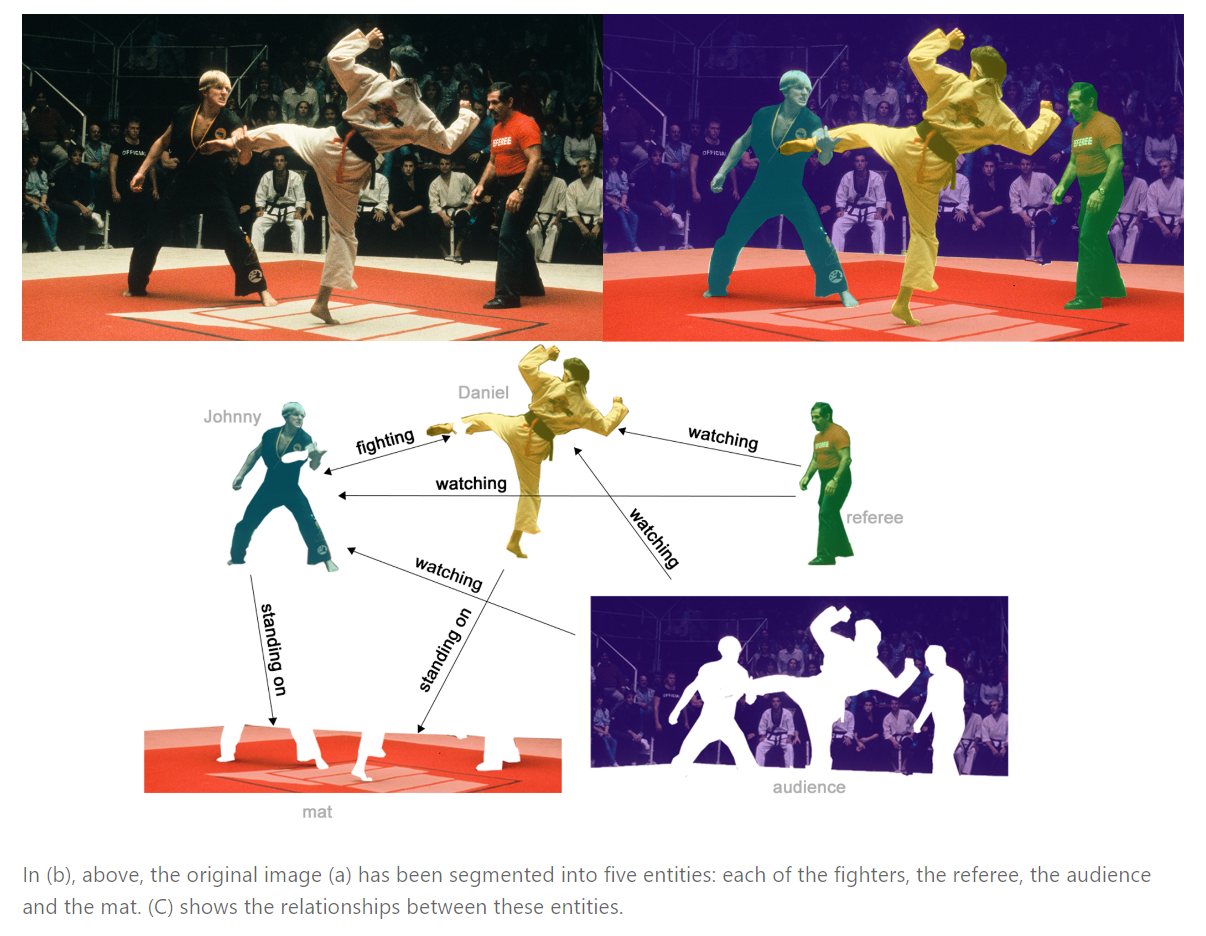 OFFICIAL
REFEREE
OFFICIAL
REFEREE
Daniel
Johnny
fighting
watching
watching
referee
watching
watching
standing on
standing on
mat
audience
In (b), above, the original image (a) has been segmented into five entities: each of the fighters, the referee, the audience
and the mat. (C) shows the relationships between these entities.